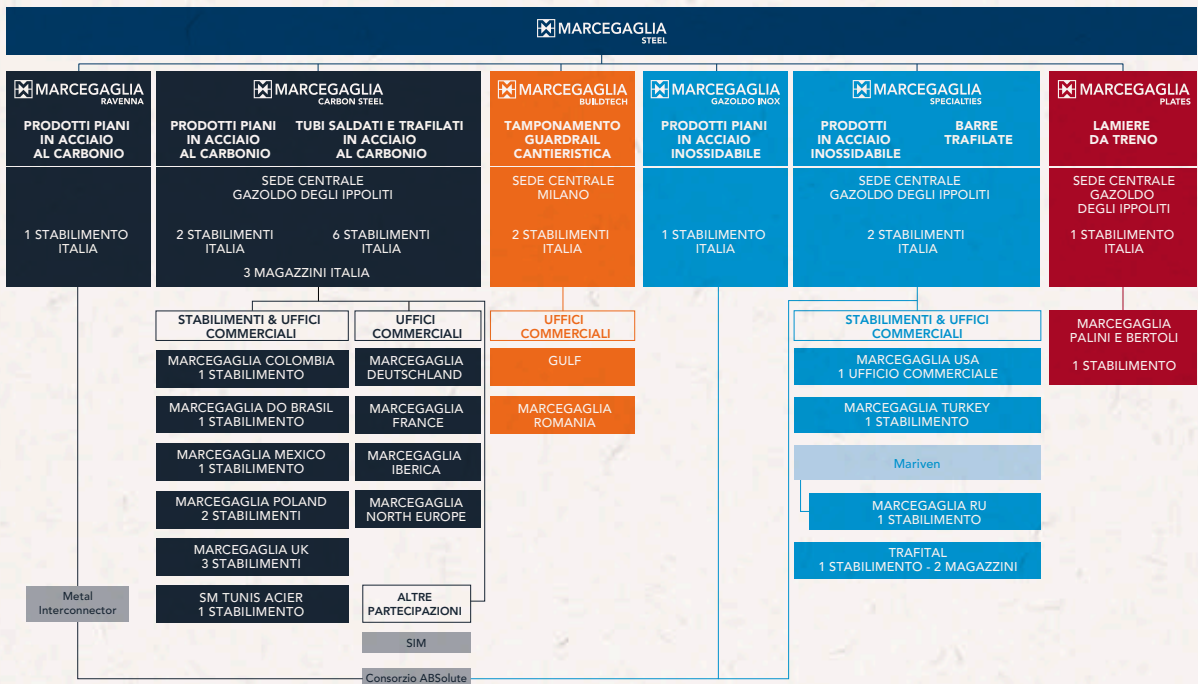 MARCEGAGLIA
STEEL
MARCEGAGLIA
RAVENNA
PRODOTTI PIANI
IN ACCIAIO
AL CARBONIO
1 STABILIMENTO
ITALIA
MARCEGAGLIA
CARBON STEEL
PRODOTTI PIANI
IN ACCIAIO
AL CARBONIO
TUBI SALDATI E TRAFILATI
IN ACCIAIO
AL CARBONIO
SEDE CENTRALE
GAZOLDO DEGLI IPPOLITI
2 STABILIMENTI
ITALIA
6 STABILIMENTI
ITALIA
3 MAGAZZINI ITALIA
MARCEGAGLIA
BUILDTECH
TAMPONAMENTO
GUARDRAIL
CANTIERISTICA
SEDE CENTRALE
MILANO
2 STABILIMENTI
ITALIA
MARCEGAGLIA
GAZOLDO INOX
PRODOTTI PIANI
IN ACCIAIO
INOSSIDABILE
1 STABILIMENTO
ITALIA
MARCEGAGLIA
SPECIALTIES
PRODOTTI
IN ACCIAIO
INOSSIDABILE
BARRE
TRAFILATE
SEDE CENTRALE
GAZOLDO DEGLI IPPOLITI
2 STABILIMENTI
ITALIA
MARCEGAGLIA
PLATES
LAMIERE
DA TRENO
SEDE CENTRALE
GAZOLDO
DEGLI IPPOLITI
1 STABILIMENTO
ITALIA
STABILIMENTI & UFFICI
COMMERCIALI
MARCEGAGLIA COLOMBIA
1 STABILIMENTO
MARCEGAGLIA DO BRASIL
1 STABILIMENTO
MARCEGAGLIA MEXICO
1 STABILIMENTO
MARCEGAGLIA POLAND
2 STABILIMENTI
MARCEGAGLIA UK
3 STABILIMENTI
SM TUNIS ACIER
1 STABILIMENTO
UFFICI
COMMERCIALI
MARCEGAGLIA
DEUTSCHLAND
MARCEGAGLIA
FRANCE
MARCEGAGLIA
IBERICA
MARCEGAGLIA
NORTH EUROPE
ALTRE
PARTECIPAZIONI
SIM
Consorzio ABSolute
UFFICI
COMMERCIALI
GULF
MARCEGAGLIA
ROMANIA
STABILIMENTI & UFFICI
COMMERCIALI
MARCEGAGLIA USA
1 UFFICIO COMMERCIALE
MARCEGAGLIA TURKEY
1 STABILIMENTO
Mariven
MARCEGAGLIA RU
1 STABILIMENTO
TRAFITAL
1 STABILIMENTO - 2 MAGAZZINI
MARCEGAGLIA
PALINI E BERTOLI
1 STABILIMENTO
Metal
Interconnector